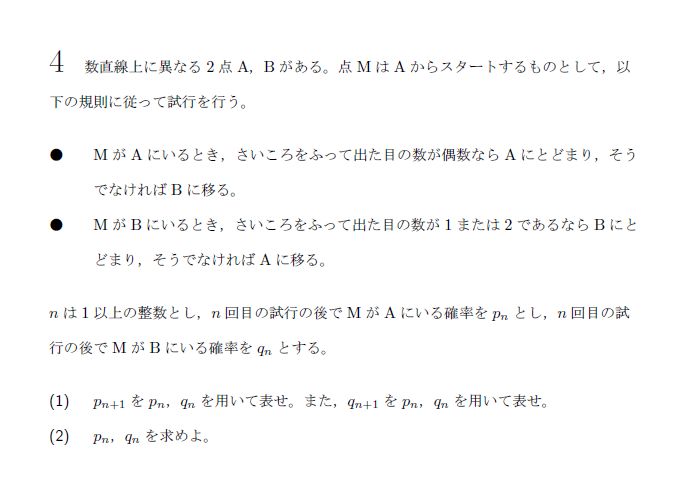 4 数直線上に異なる 2 点 A，B がある。点 M は A からスタートするものとして，以
下の規則に従って試行を行う。
● M が A にいるとき，さいころをふって出た目の数が偶数なら A にとどまり，そう
でなければ B に移る。
● M が B にいるとき，さいころをふって出た目の数が 1 または 2 であるなら B にと
どまり，そうでなければ A に移る。
n は 1 以上の整数とし，n 回目の試行の後で M が A にいる確率を pₙ とし，n 回目の試
行の後で M が B にいる確率を qₙ とする。
(1) pₙ₊₁ を pₙ，qₙ を用いて表せ。また，qₙ₊₁ を pₙ，qₙ を用いて表せ。
(2) pₙ，qₙ を求めよ。